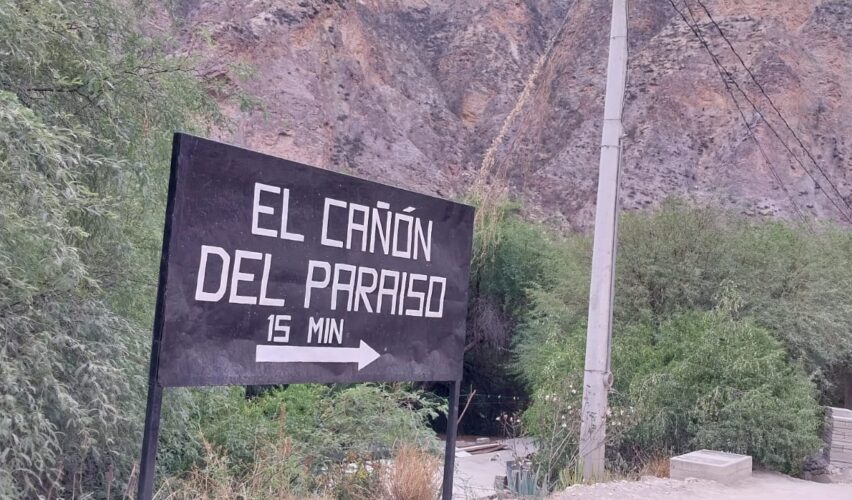 EL CAÑÓN
DEL PARAISO
15 MIN